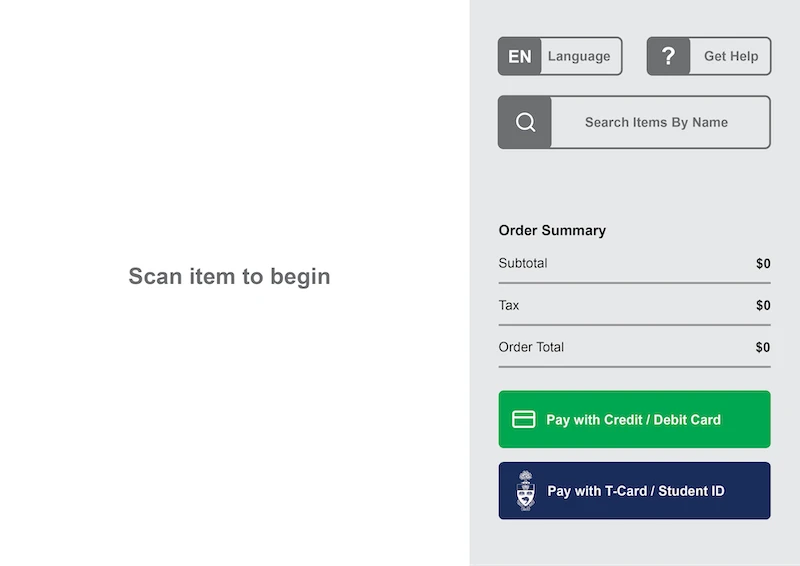 Scan item to begin
EN Language
? Get Help
Search Items By Name
Order Summary
Subtotal $0
Tax $0
Order Total $0
Pay with Credit / Debit Card
Pay with T-Card / Student ID